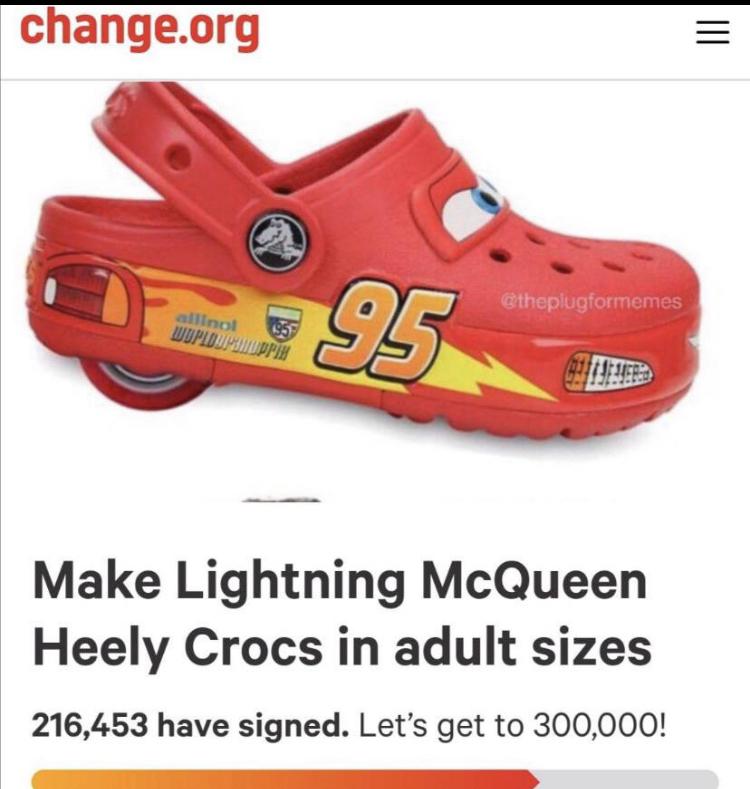 change.org
@theplugformemes
95
allinol
95
Make Lightning McQueen
Heely Crocs in adult sizes
216,453 have signed. Let's get to 300,000!